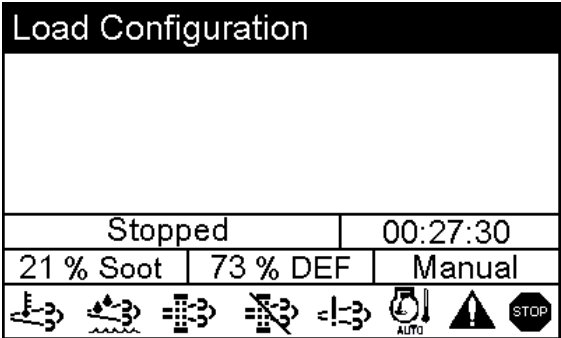 Load Configuration
Stopped 00:27:30
21 % Soot 73 % DEF Manual
AUTO STOP